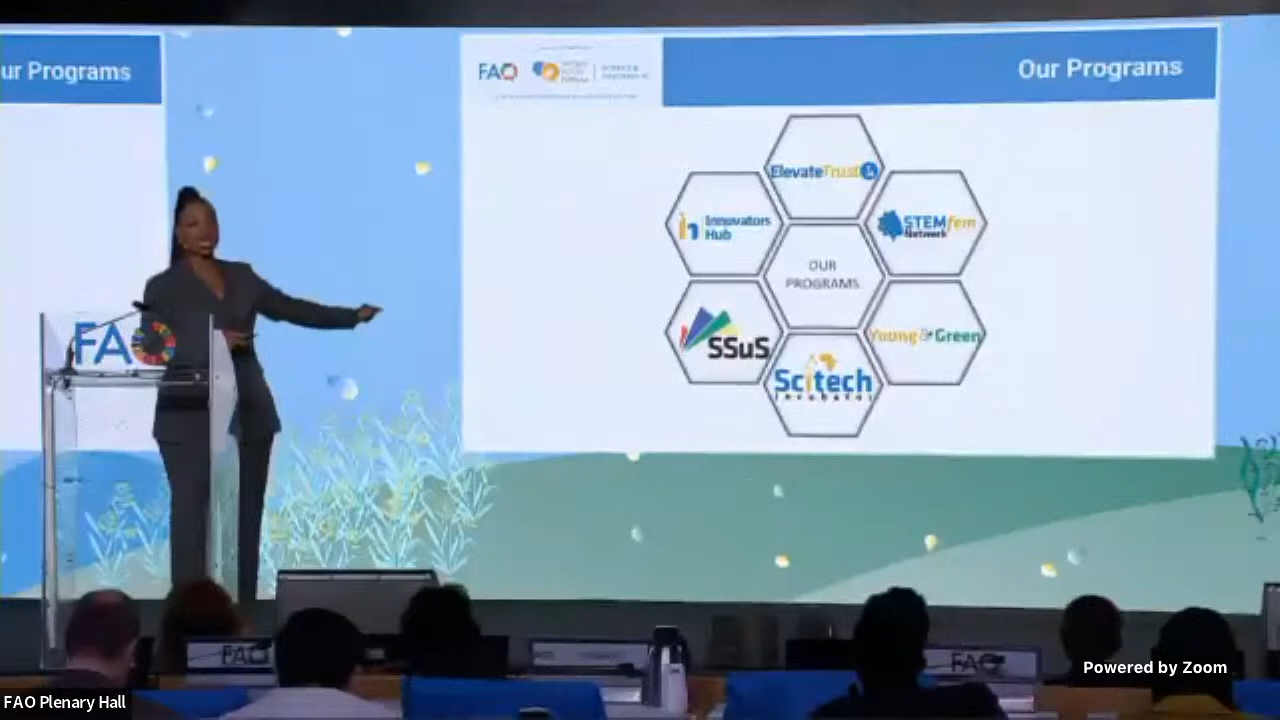 ur Programs
FAO
Our Programs
ElevateTrust
Innovators
Hub
STEMfem
Network
OUR
PROGRAMS
SSuS
Young & Green
Scitech
Incubator
FAO
FAO
FAO
Powered by Zoom
FAO Plenary Hall